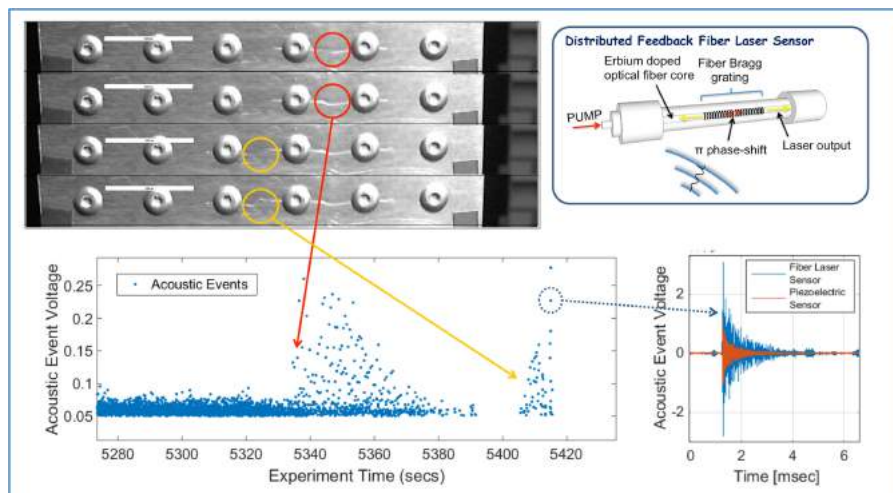 Distributed Feedback Fiber Laser Sensor
Erbium doped
optical fiber core
Fiber Bragg
grating
PUMP
π phase-shift
Laser output
Acoustic Event Voltage
0.25
0.2
0.15
0.1
0.05
Acoustic Events
5280
5300
5320
5340
5360
5380
5400
5420
Experiment Time (secs)
Acoustic Event Voltage
2
0
-2
Fiber Laser
Sensor
Piezoelectric
Sensor
0
2
4
6
Time [msec]